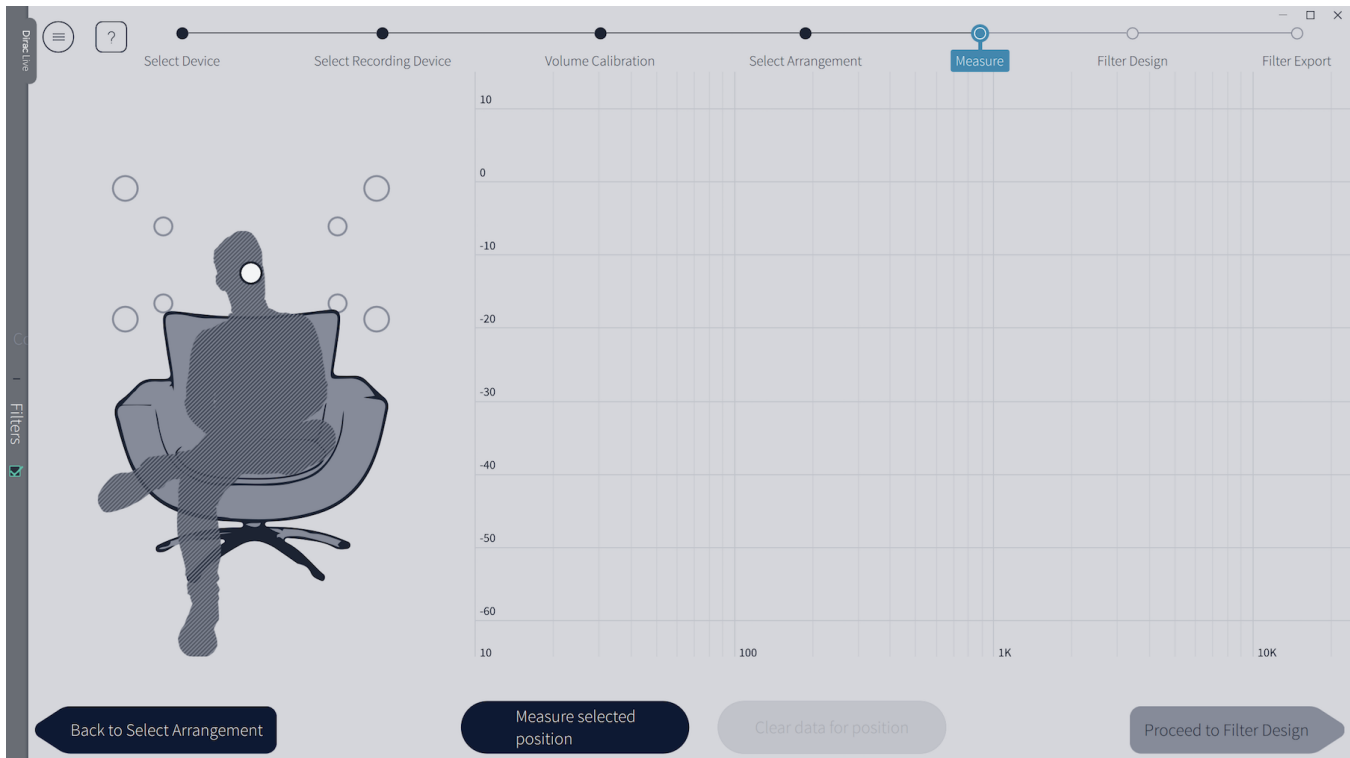 Dirac Live
?
Select Device
Select Recording Device
Volume Calibration
Select Arrangement
Measure
Filter Design
Filter Export
10
0
-10
-20
-30
-40
-50
-60
10
100
1K
10K
Co
Filters
Back to Select Arrangement
Measure selected
position
Clear data for position
Proceed to Filter Design